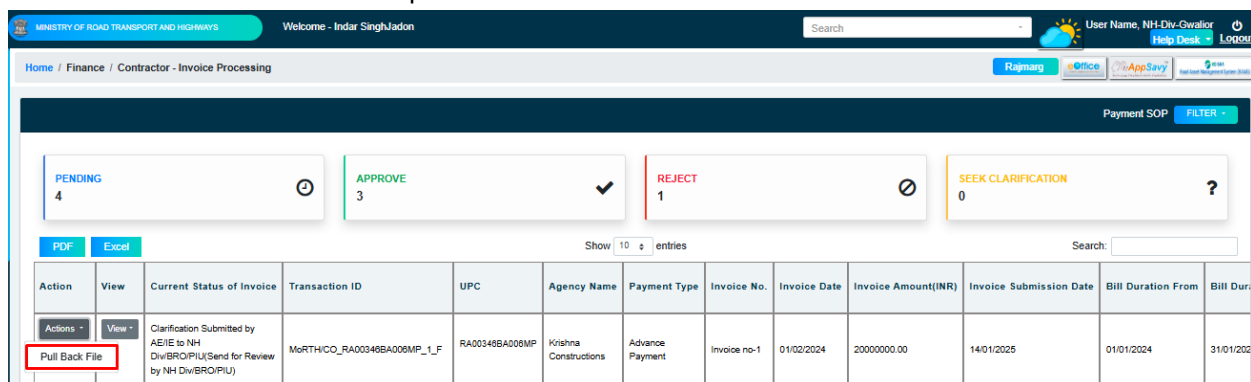 MINISTRY OF ROAD TRANSPORT AND HIGHWAYS
Welcome - Indar SinghJadon
Search
User Name, NH-Div-Gwalior
Help Desk
Logout
Home / Finance / Contractor - Invoice Processing
Rajmarg
eOffice
AppSavy
Payment SOP
FILTER
PENDING
4
APPROVE
3
REJECT
1
SEEK CLARIFICATION
0
?
PDF
Excel
Show 10 entries
Search:
Action View Current Status of Invoice Transaction ID UPC Agency Name Payment Type Invoice No. Invoice Date Invoice Amount(INR) Invoice Submission Date Bill Duration From Bill Dura
Actions
Pull Back File
View
Clarification Submitted by
AE/IE to NH
Div/BRO/PIU(Send for Review
by NH Div/BRO/PIU)
MoRTH/CO_RA00346BA006MP_1_F
RA00346BA006MP
Krishna
Constructions
Advance
Payment
Invoice no-1
01/02/2024
20000000.00
14/01/2025
01/01/2024
31/01/202